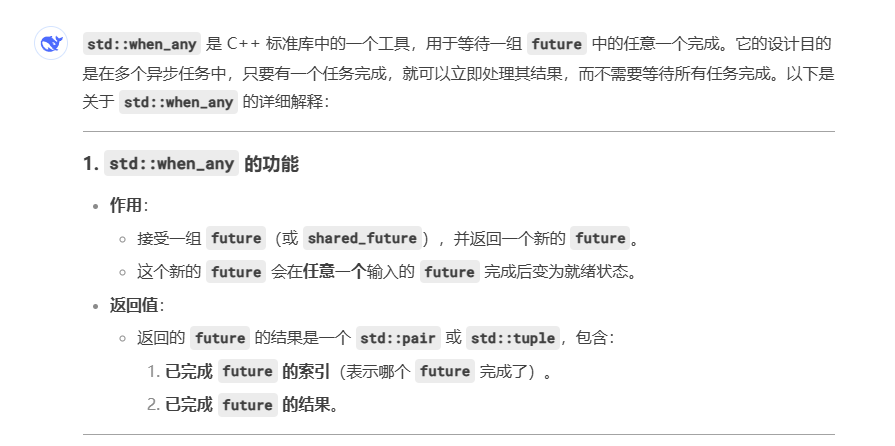 std::when_any 是 C++ 标准库中的一个工具，用于等待一组 future 中的任意一个完成。它的设计目的
是在多个异步任务中，只要有一个任务完成，就可以立即处理其结果，而不需要等待所有任务完成。以下是
关于 std::when_any 的详细解释：
1. std::when_any 的功能
• 作用：
○ 接受一组 future（或 shared_future），并返回一个新的 future。
○ 这个新的 future 会在任意一个输入的 future 完成后变为就绪状态。
• 返回值：
○ 返回的 future 的结果是一个 std::pair 或 std::tuple，包含：
1. 已完成 future 的索引（表示哪个 future 完成了）。
2. 已完成 future 的结果。